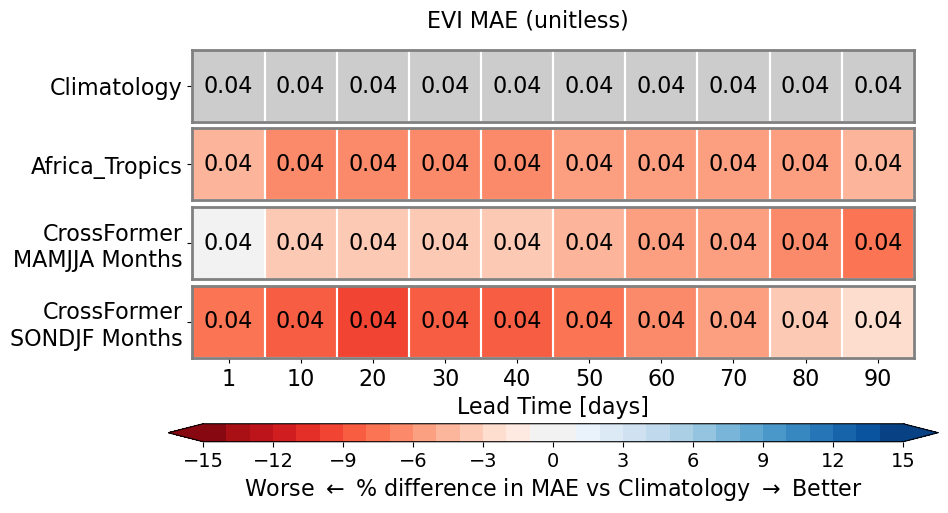 EVI MAE (unitless)
Climatology 0.04 0.04 0.04 0.04 0.04 0.04 0.04 0.04 0.04 0.04
Africa_Tropics 0.04 0.04 0.04 0.04 0.04 0.04 0.04 0.04 0.04 0.04
CrossFormer
MAMJJA Months 0.04 0.04 0.04 0.04 0.04 0.04 0.04 0.04 0.04 0.04
CrossFormer
SONDJF Months 0.04 0.04 0.04 0.04 0.04 0.04 0.04 0.04 0.04 0.04
1 10 20 30 40 50 60 70 80 90
Lead Time [days]
−15 −12 −9 −6 −3 0 3 6 9 12 15
Worse ← % difference in MAE vs Climatology → Better